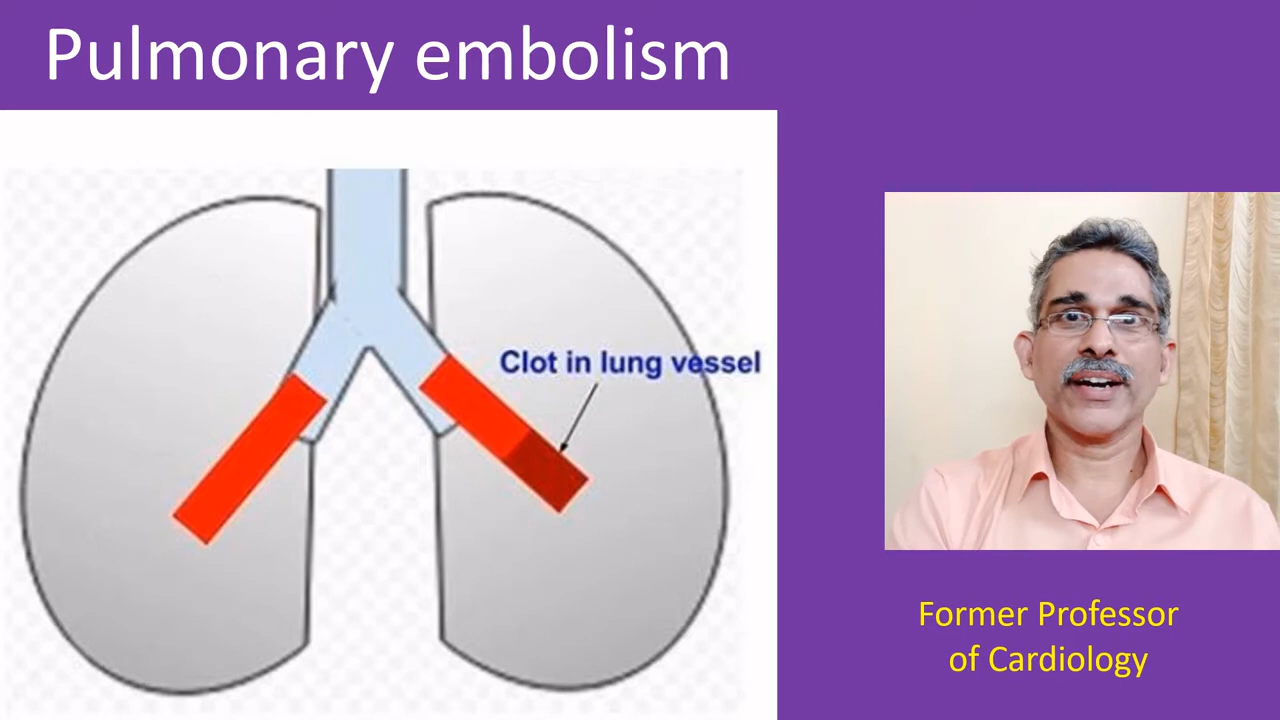 Pulmonary embolism
Clot in lung vessel
Former Professor
of Cardiology